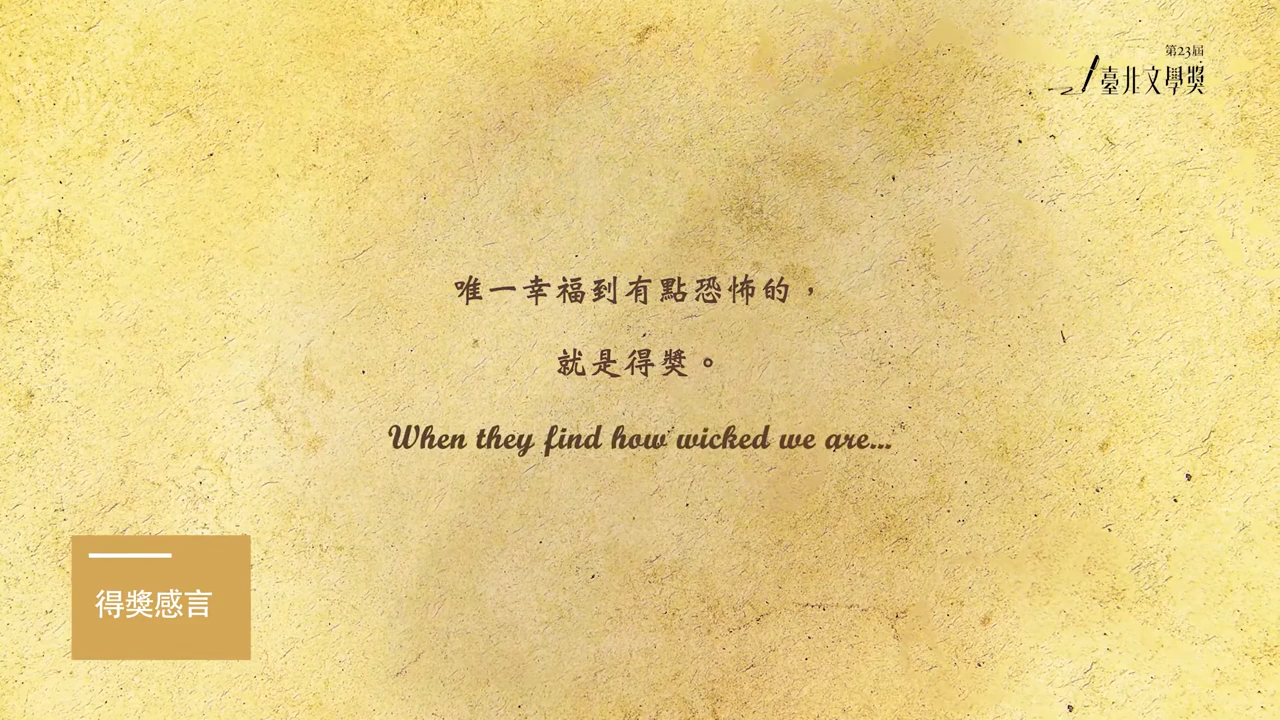 第23屆
臺北文學獎
唯一幸福到有點恐怖的，
就是得獎。
When they find how wicked we are...
得獎感言